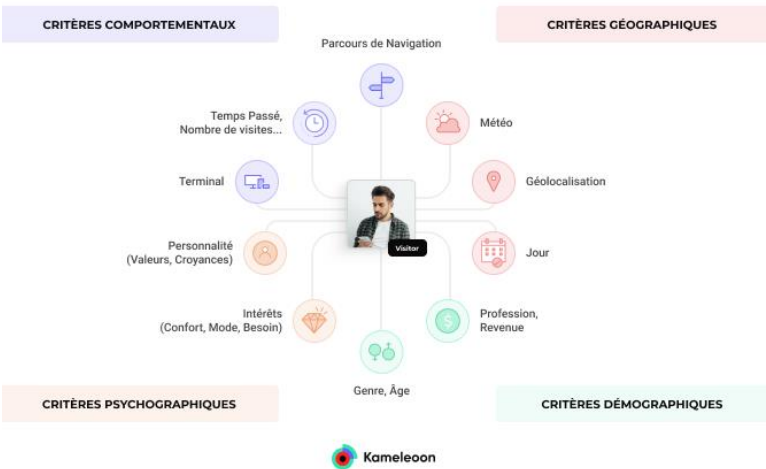 CRITÈRES COMPORTEMENTAUX
CRITÈRES GÉOGRAPHIQUES
Parcours de Navigation
Temps Passé,
Nombre de visites...
Météo
Terminal
Géolocalisation
Visitor
Personnalité
(Valeurs, Croyances)
Jour
Intérêts
(Confort, Mode, Besoin)
Profession,
Revenue
Genre, Âge
CRITÈRES PSYCHOGRAPHIQUES
CRITÈRES DÉMOGRAPHIQUES
Kameleoon